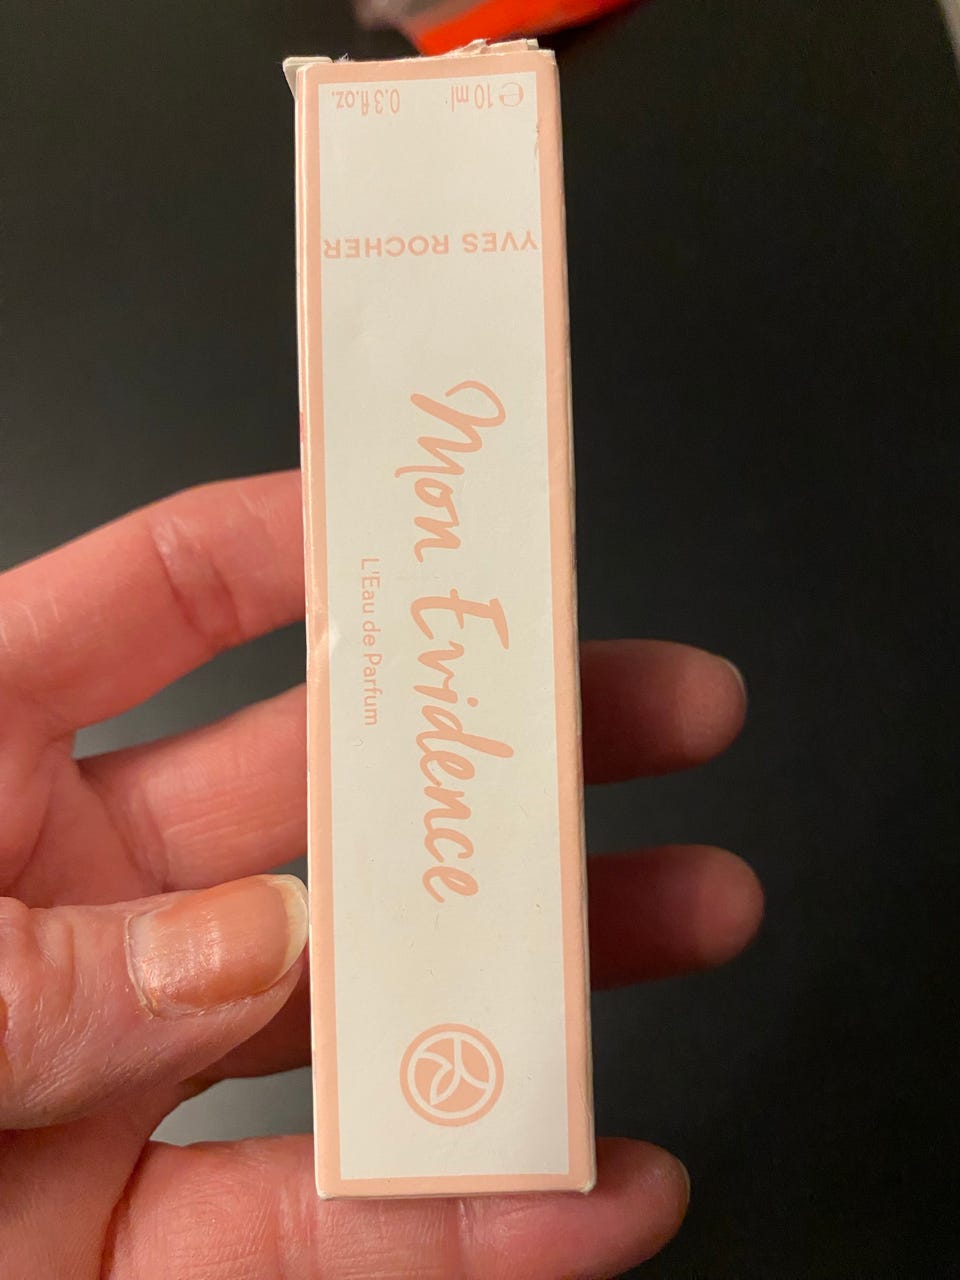 Mon Evidence
L'Eau de Parfum
YVES ROCHER
℮ 10 ml 0.3 fl.oz.